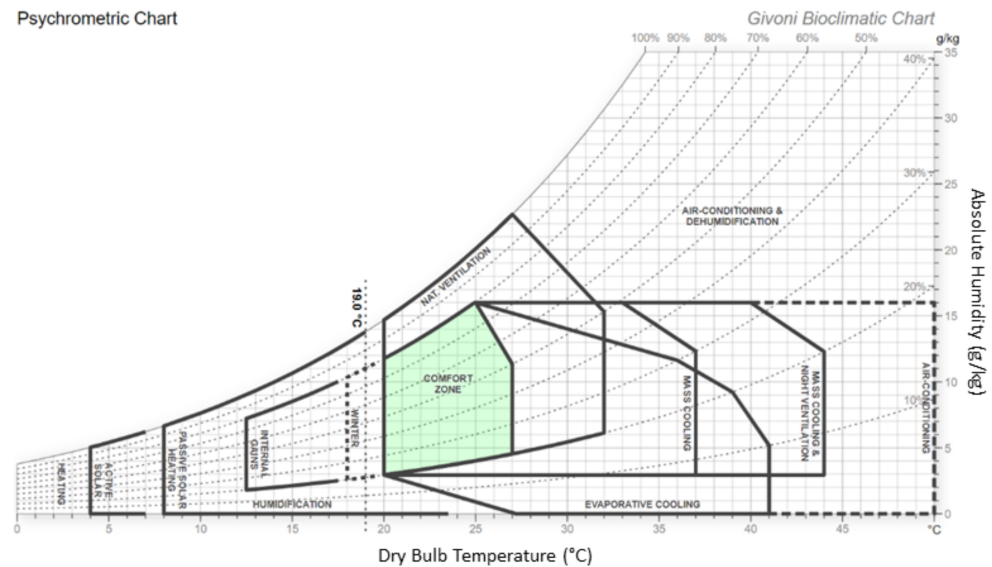 Psychrometric Chart
Givoni Bioclimatic Chart
100% 90% 80% 70% 60% 50%
g/kg
35
40%
30
30%
25
AIR-CONDITIONING &
DEHUMIDIFICATION
20
NAT. VENTILATION
20%
19.0 °C
15
COMFORT
ZONE
10
10%
WINTER
MASS COOLING
MASS COOLING &
NIGHT VENTILATION
AIR-CONDITIONING
INTERNAL
GAINS
PASSIVE SOLAR
HEATING
ACTIVE
SOLAR
HEATING
5
HUMIDIFICATION
EVAPORATIVE COOLING
0
0 5 10 15 20 25 30 35 40 45 °C
Dry Bulb Temperature (°C)
Absolute Humidity (g/kg)